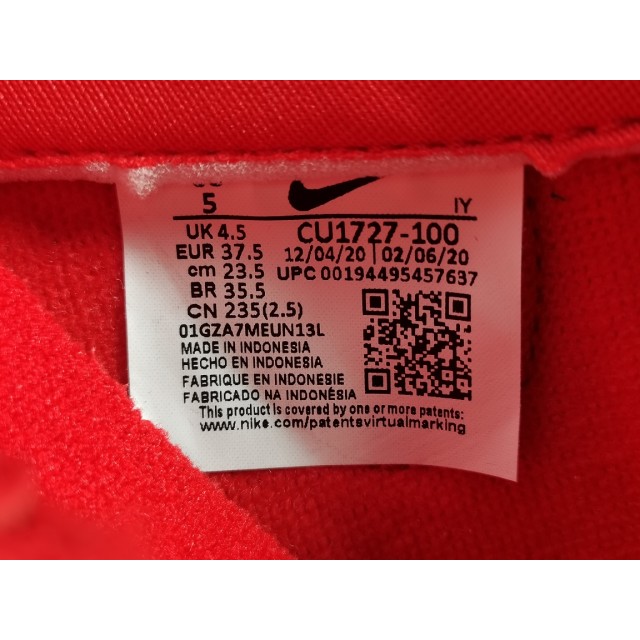 5
IY
UK 4.5
EUR 37.5
cm 23.5
BR 35.5
CN 235(2.5)
CU1727-100
12/04/20 02/06/20
UPC 00194495457637
01GZA7MEUN13L
MADE IN INDONESIA
HECHO EN INDONESIA
FABRIQUE EN INDONESIE
FABRICADO NA INDONÉSIA
This product is covered by one or more patents:
www.nike.com/patentsvirtualmarking